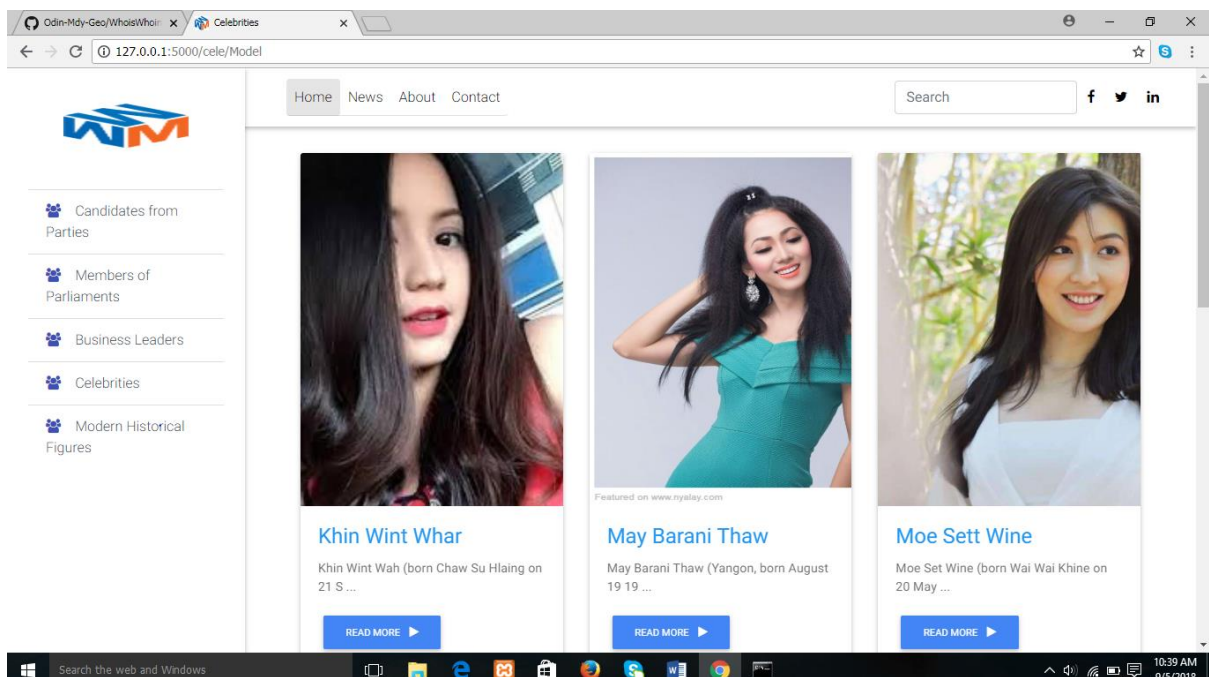 Odin-Mdy-Geo/WhoisWhoin
Celebrities
127.0.0.1:5000/cele/Model
WM
Home News About Contact
Search
f in
Candidates from
Parties
Members of
Parliaments
Business Leaders
Celebrities
Modern Historical
Figures
Featured on www.nyalay.com
Khin Wint Whar
Khin Wint Wah (born Chaw Su Hlaing on
21 S ...
READ MORE
May Barani Thaw
May Barani Thaw (Yangon, born August
19 19 ...
READ MORE
Moe Sett Wine
Moe Set Wine (born Wai Wai Khine on
20 May ...
READ MORE
Search the web and Windows
10:39 AM
9/5/2018